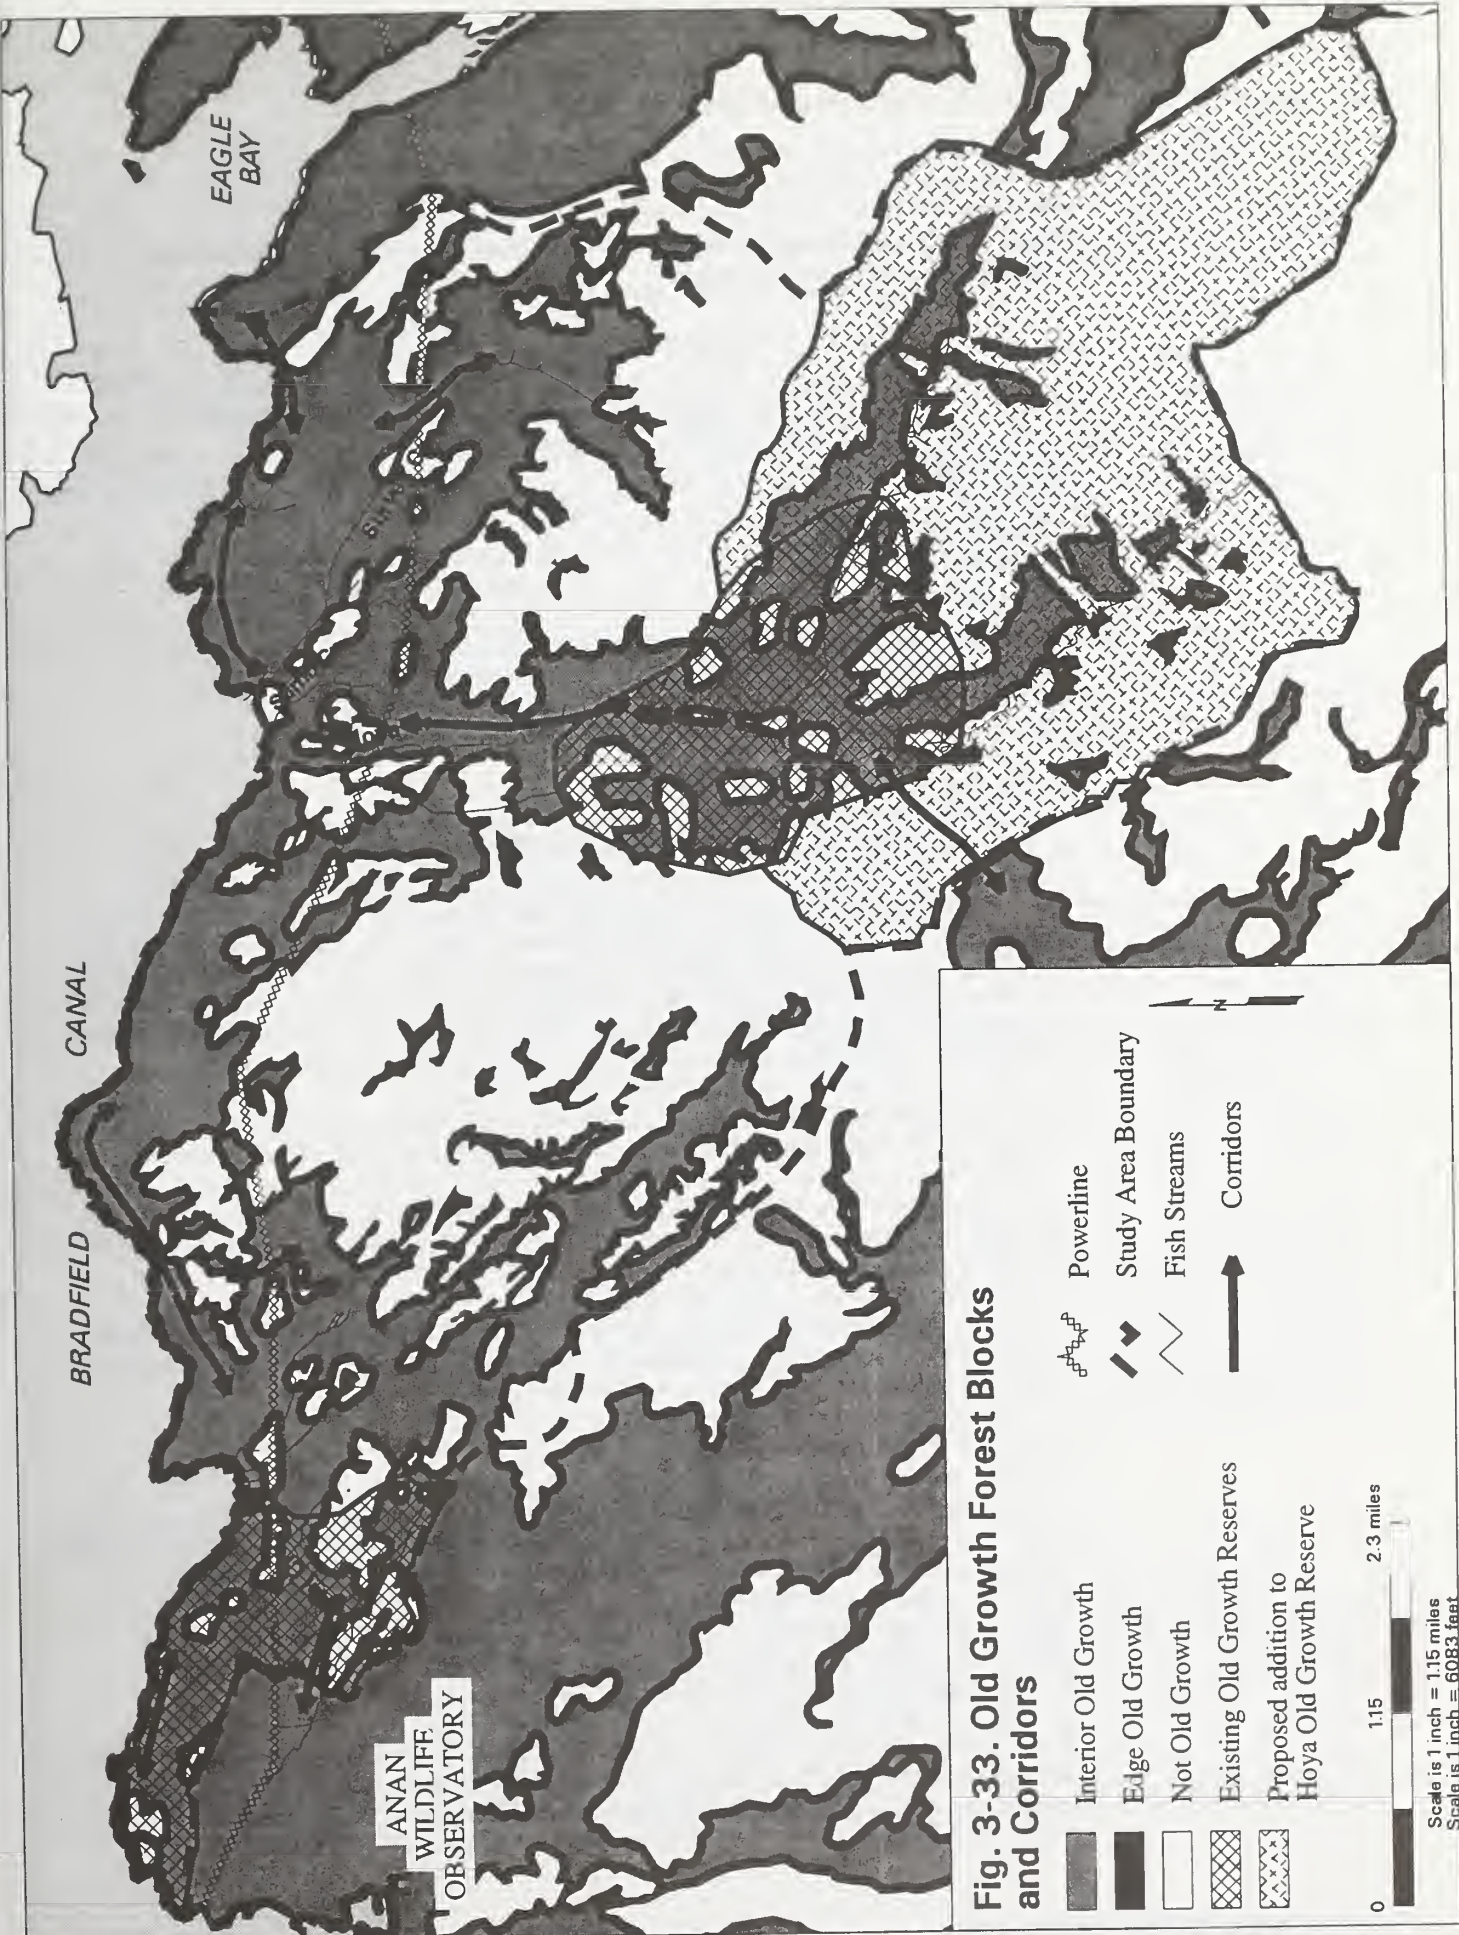 BRADFIELD CANAL
EAGLE
BAY
ANAN
WILDLIFE
OBSERVATORY
Fig. 3-33. Old Growth Forest Blocks
and Corridors
Interior Old Growth
Edge Old Growth
Not Old Growth
Existing Old Growth Reserves
Proposed addition to
Hoya Old Growth Reserve
Powerline
Study Area Boundary
Fish Streams
Corridors
N
0 1.15 2.3 miles
Scale is 1 inch = 1.15 miles
Scale is 1 inch = 6083 feet